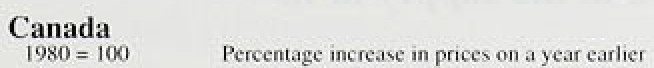 Canada
1980 = 100 Percentage increase in prices on a year earlier